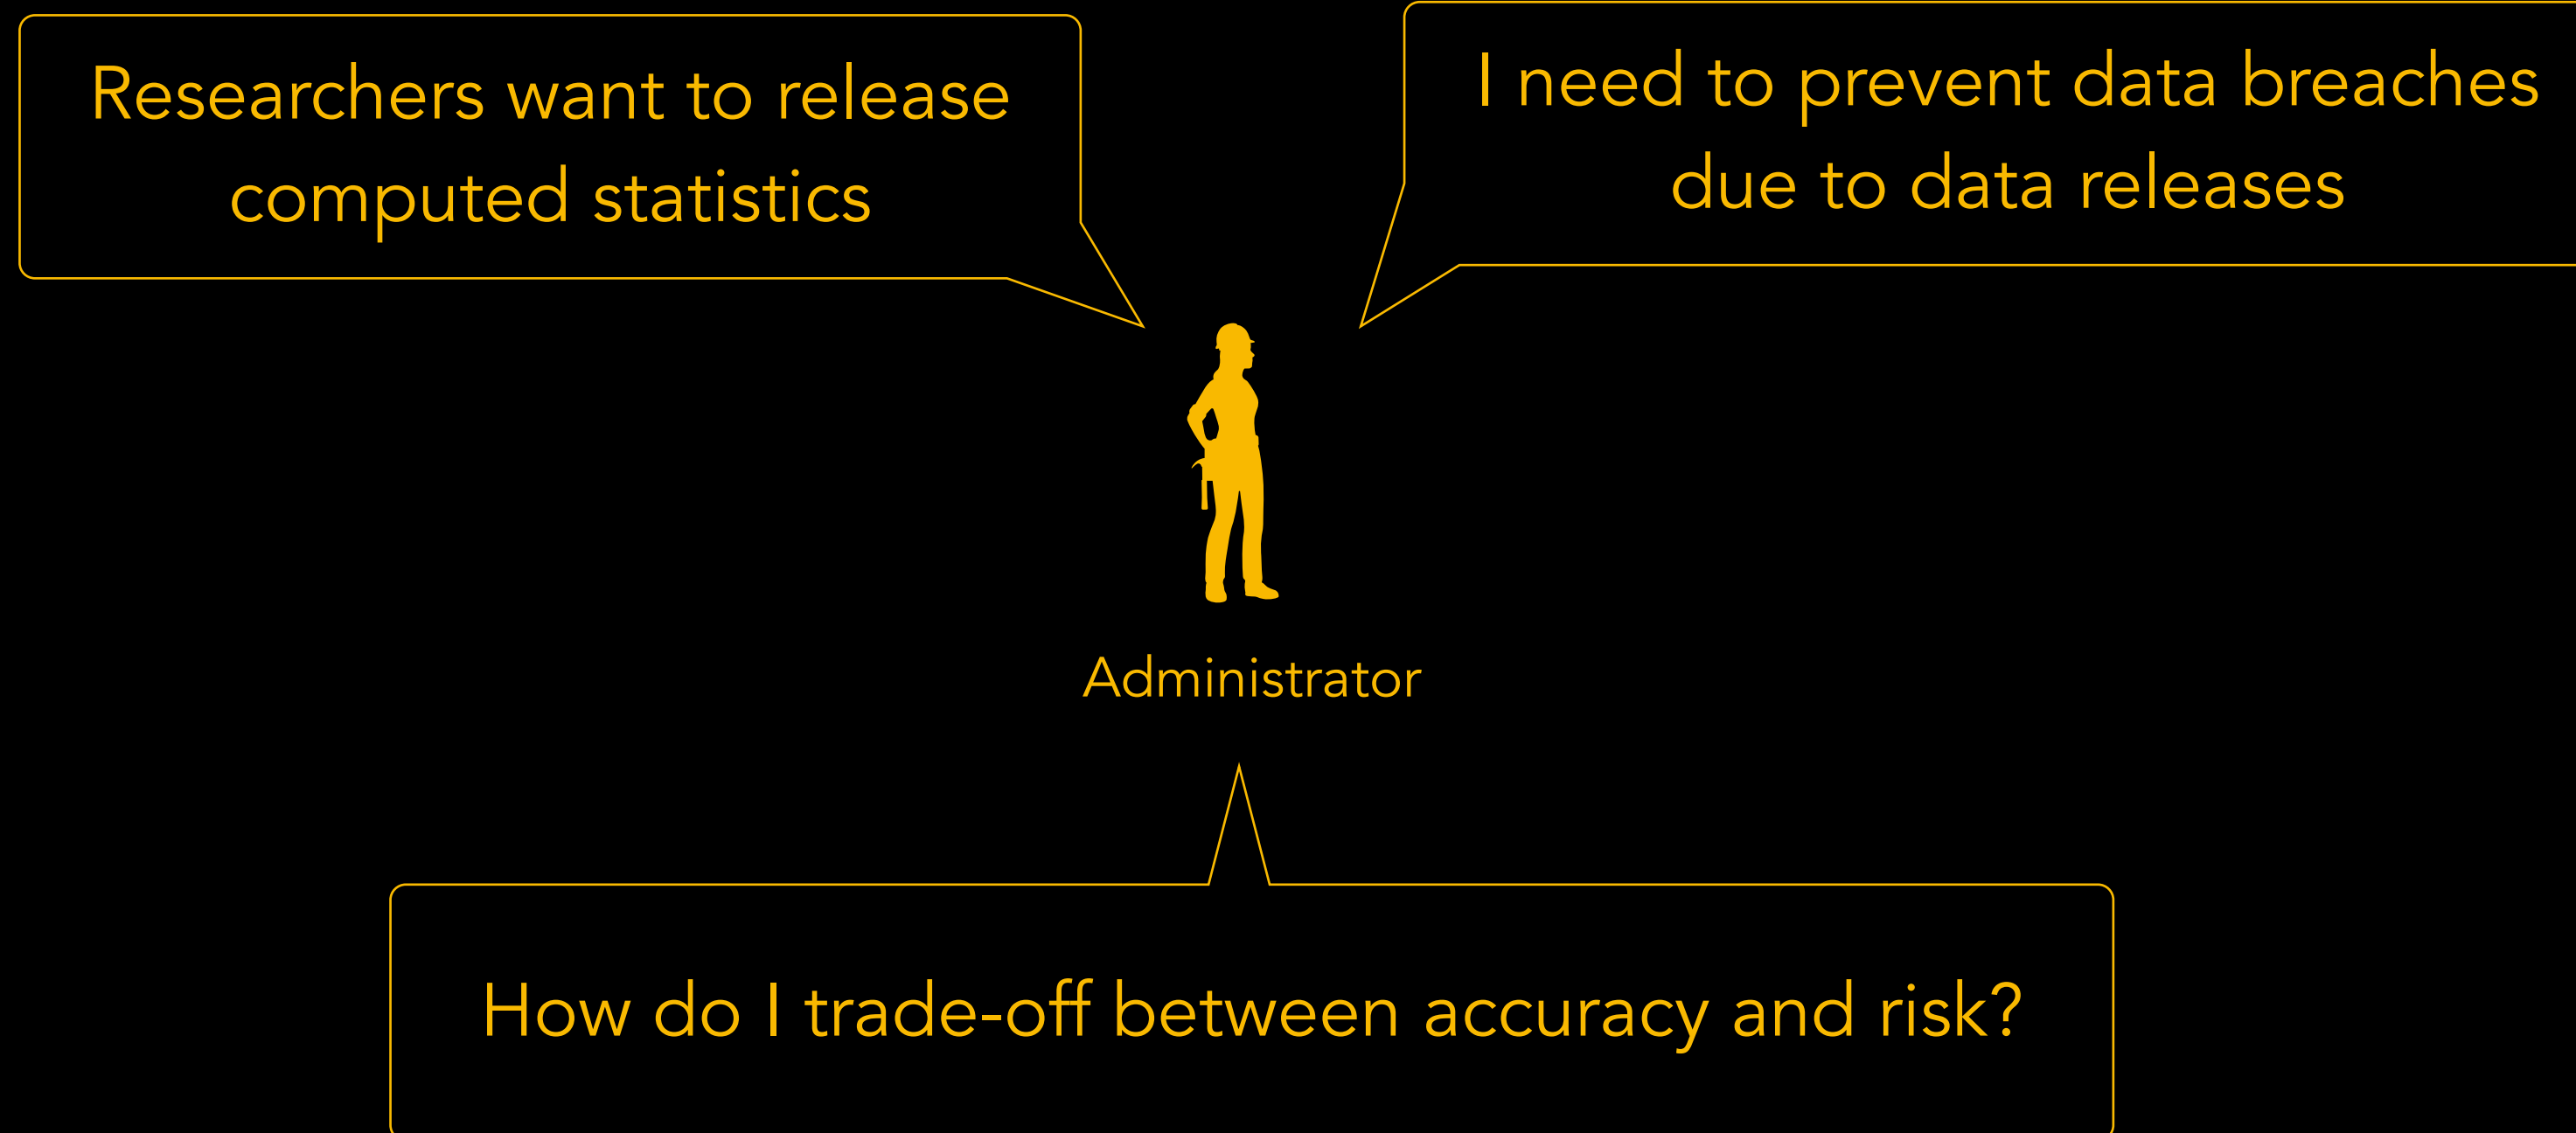 Researchers want to release
computed statistics
I need to prevent data breaches
due to data releases
Administrator
How do I trade-off between accuracy and risk?